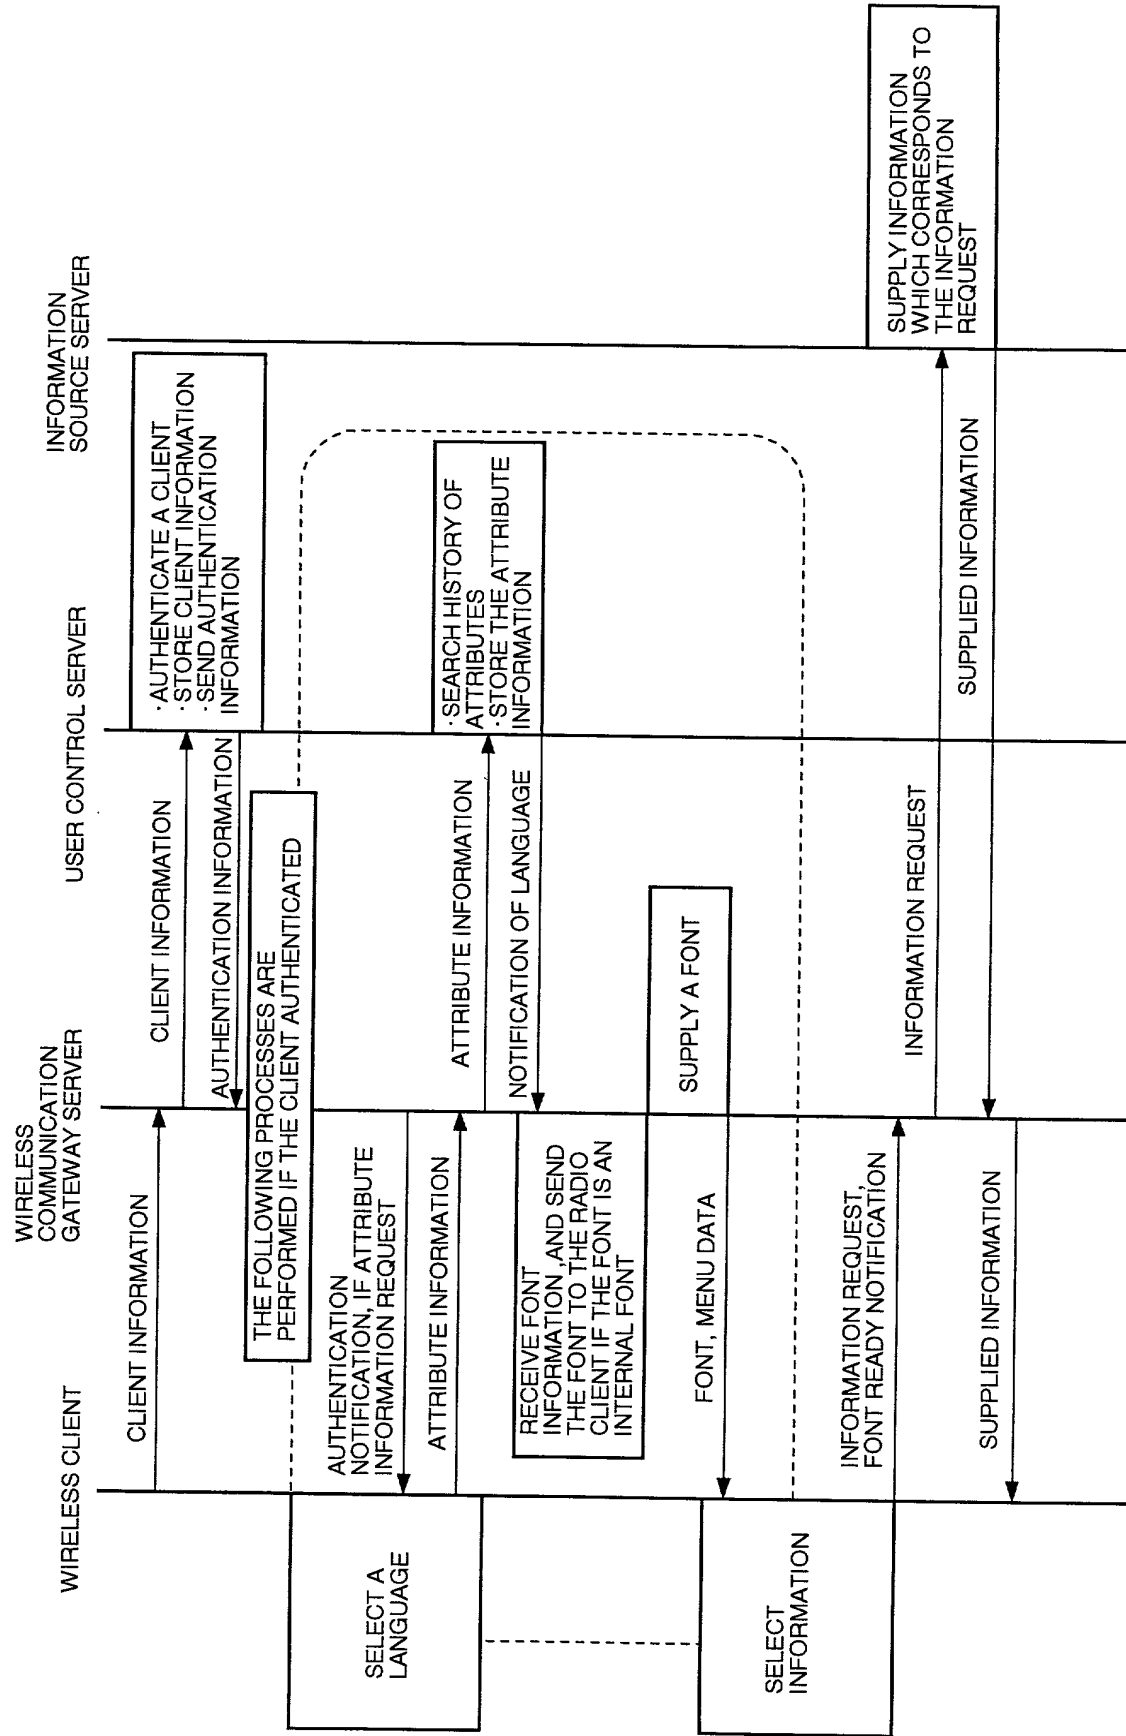 WIRELESS CLIENT
WIRELESS
COMMUNICATION
GATEWAY SERVER
USER CONTROL SERVER
INFORMATION
SOURCE SERVER
CLIENT INFORMATION
CLIENT INFORMATION
· AUTHENTICATE A CLIENT
· STORE CLIENT INFORMATION
· SEND AUTHENTICATION
INFORMATION
AUTHENTICATION INFORMATION
THE FOLLOWING PROCESSES ARE
PERFORMED IF THE CLIENT AUTHENTICATED
SELECT A
LANGUAGE
AUTHENTICATION
NOTIFICATION, IF ATTRIBUTE
INFORMATION REQUEST
ATTRIBUTE INFORMATION
ATTRIBUTE INFORMATION
· SEARCH HISTORY OF
ATTRIBUTES
· STORE THE ATTRIBUTE
INFORMATION
NOTIFICATION OF LANGUAGE
RECEIVE FONT
INFORMATION ,AND SEND
THE FONT TO THE RADIO
CLIENT IF THE FONT IS AN
INTERNAL FONT
SUPPLY A FONT
FONT, MENU DATA
SELECT
INFORMATION
INFORMATION REQUEST,
FONT READY NOTIFICATION
INFORMATION REQUEST
SUPPLY INFORMATION
WHICH CORRESPONDS TO
THE INFORMATION
REQUEST
SUPPLIED INFORMATION
SUPPLIED INFORMATION